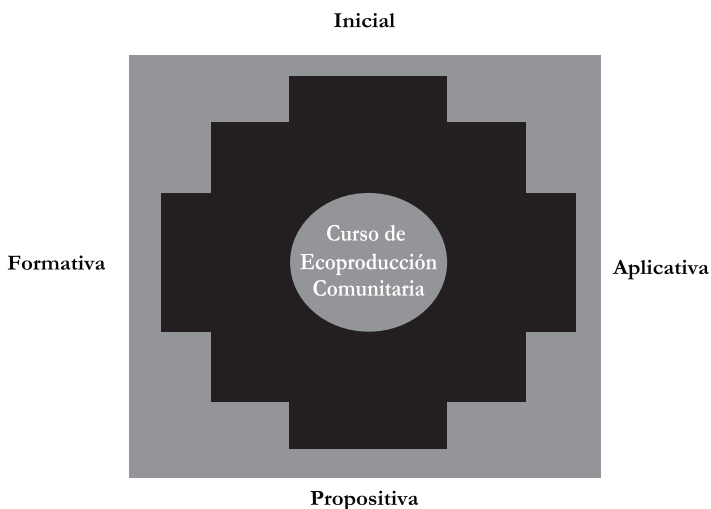 Inicial
Curso de
Ecoproducción
Comunitaria
Formativa
Aplicativa
Propositiva